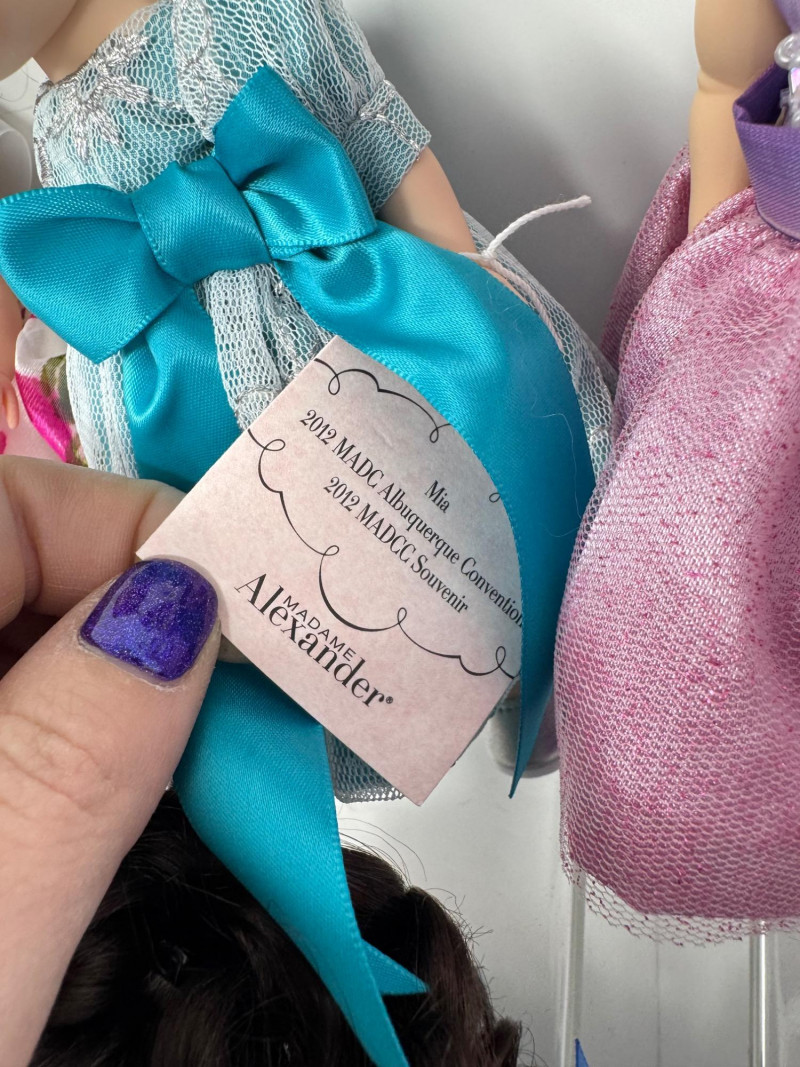 Mia
2012 MADC Albuquerque Convention
2012 MADCC Souvenir
MADAME
Alexander®